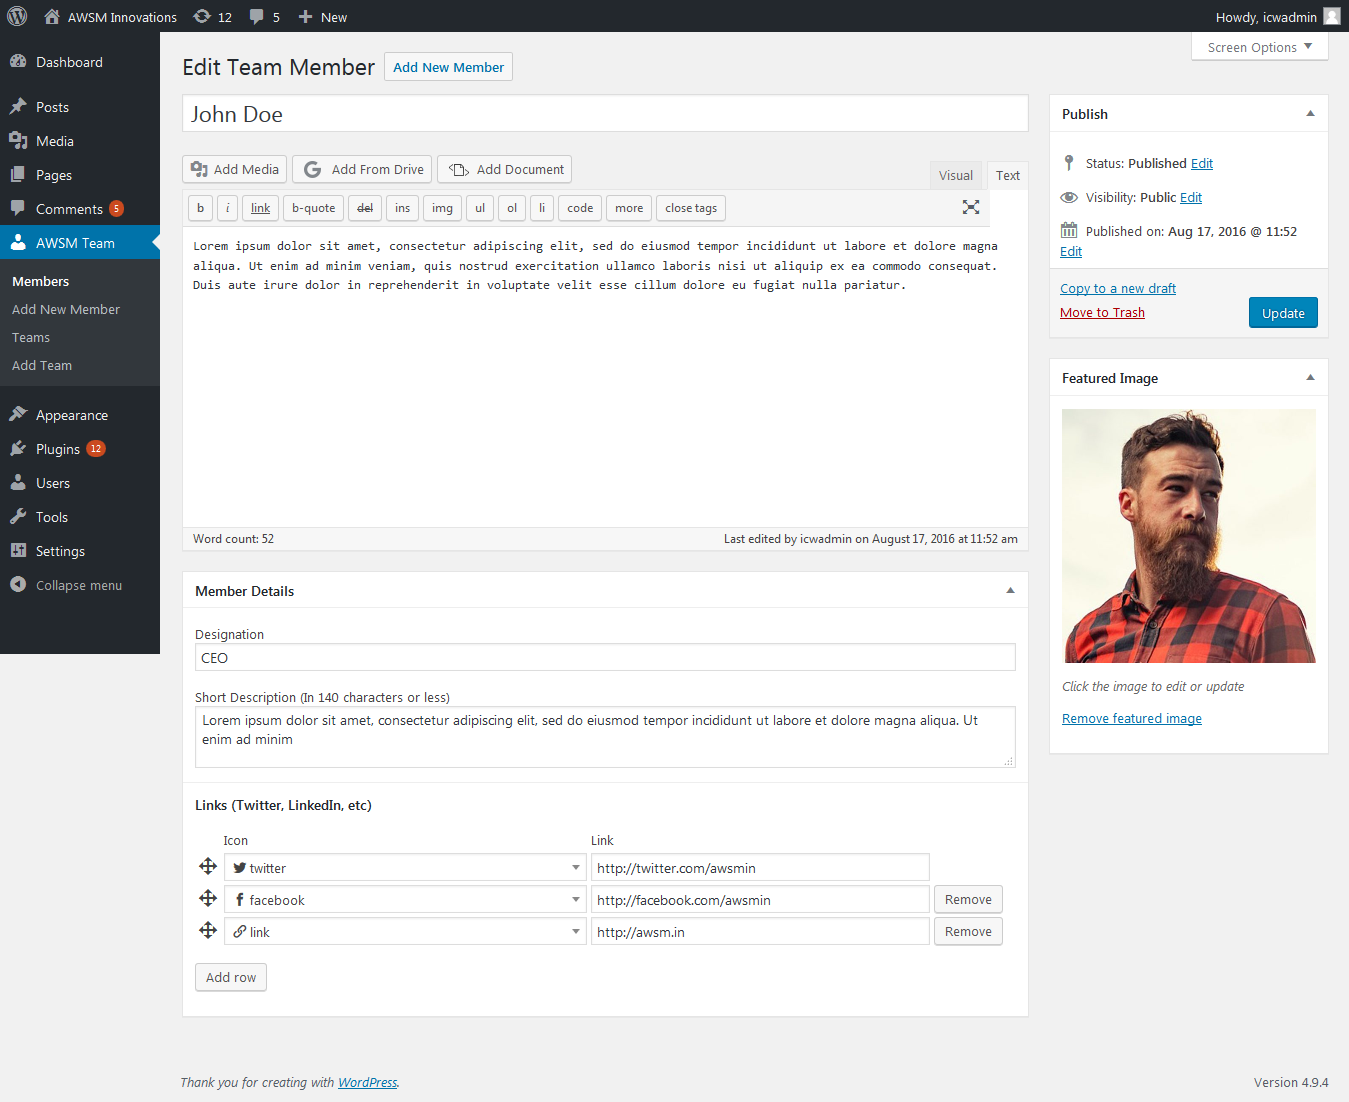 AWSM Innovations 12 5 New Howdy, icwadmin
Screen Options
Dashboard
Posts
Media
Pages
Comments 5
AWSM Team
Members
Add New Member
Teams
Add Team
Appearance
Plugins 12
Users
Tools
Settings
Collapse menu
Edit Team Member Add New Member
John Doe
Add Media Add From Drive Add Document Visual Text
b i link b-quote del ins img ul ol li code more close tags
Lorem ipsum dolor sit amet, consectetur adipiscing elit, sed do eiusmod tempor incididunt ut labore et dolore magna
aliqua. Ut enim ad minim veniam, quis nostrud exercitation ullamco laboris nisi ut aliquip ex ea commodo consequat.
Duis aute irure dolor in reprehenderit in voluptate velit esse cillum dolore eu fugiat nulla pariatur.
Word count: 52 Last edited by icwadmin on August 17, 2016 at 11:52 am
Member Details
Designation
CEO
Short Description (In 140 characters or less)
Lorem ipsum dolor sit amet, consectetur adipiscing elit, sed do eiusmod tempor incididunt ut labore et dolore magna aliqua. Ut
enim ad minim
Links (Twitter, LinkedIn, etc)
Icon Link
twitter http://twitter.com/awsmin
facebook http://facebook.com/awsmin Remove
link http://awsm.in Remove
Add row
Publish
Status: Published Edit
Visibility: Public Edit
Published on: Aug 17, 2016 @ 11:52
Edit
Copy to a new draft
Move to Trash Update
Featured Image
Click the image to edit or update
Remove featured image
Thank you for creating with WordPress. Version 4.9.4